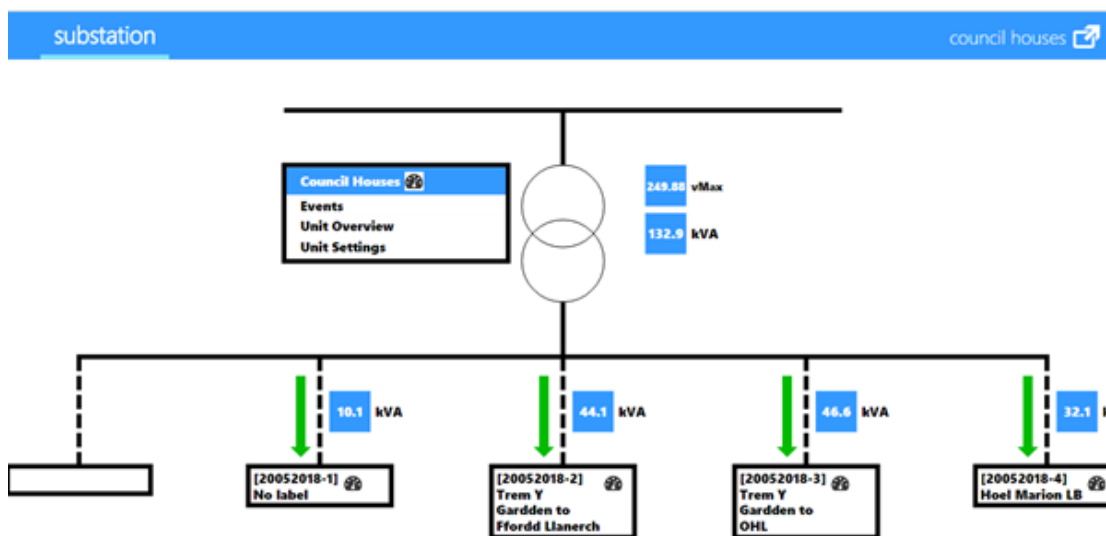 substation
council houses
249.88 vMax
Council Houses
Events
Unit Overview
Unit Settings
132.9 kVA
10.1 kVA
44.1 kVA
46.6 kVA
32.1
[20052018-1]
No label
[20052018-2]
Trem Y
Gardden to
Ffordd Llanerch
[20052018-3]
Trem Y
Gardden to
OHL
[20052018-4]
Hoel Marion LB